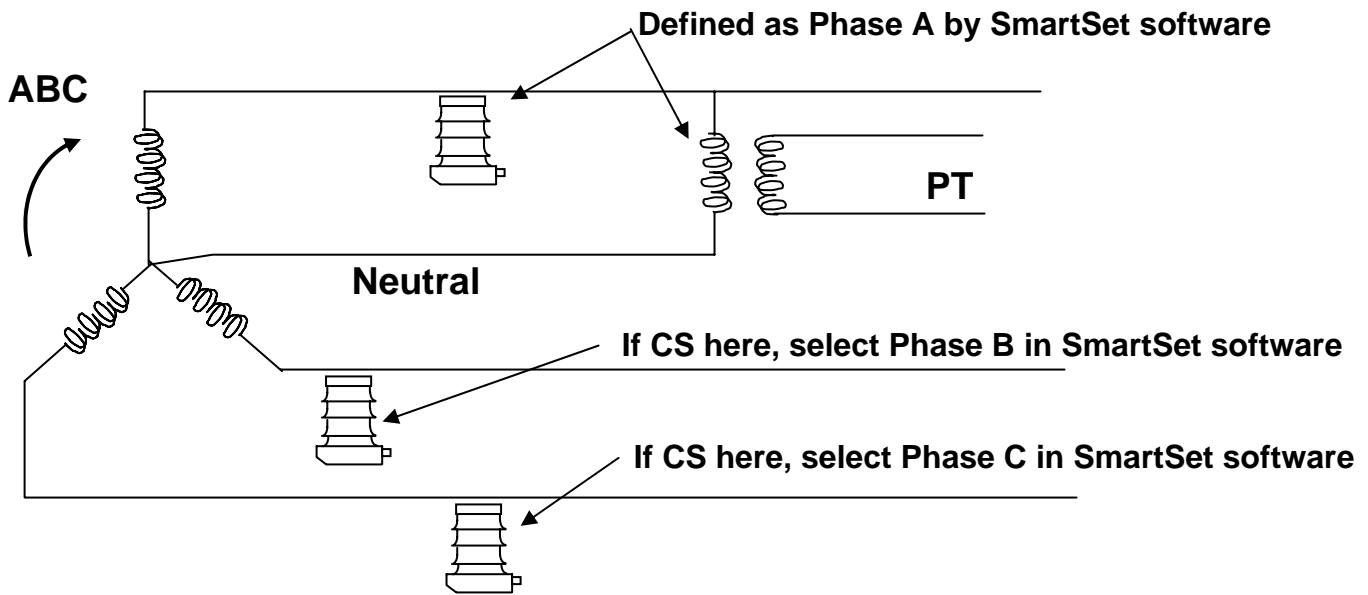 Defined as Phase A by SmartSet software
ABC
PT
Neutral
If CS here, select Phase B in SmartSet software
If CS here, select Phase C in SmartSet software